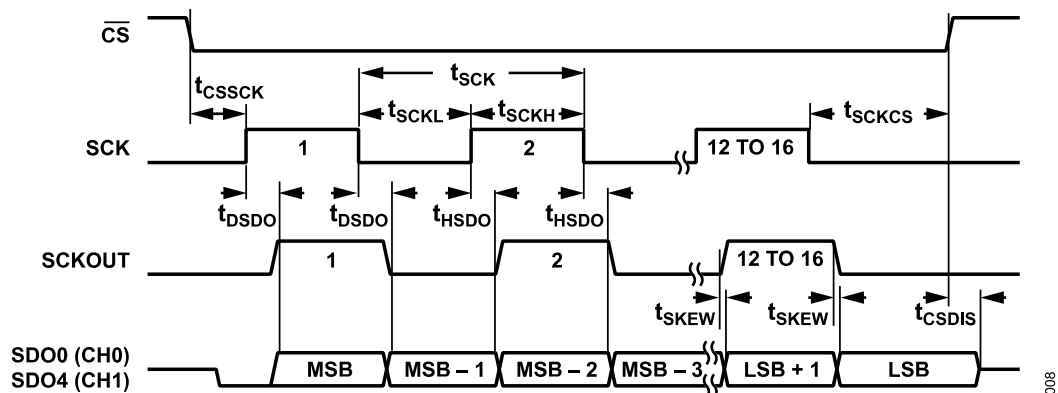 CS
tSCK
tCSSCK
tSCKL
tSCKH
tSCKCS
SCK
1
2
12 TO 16
tDSDO
tDSDO
tHSDO
tHSDO
SCKOUT
1
2
12 TO 16
tSKEW
tSKEW
tCSDIS
SDO0 (CH0)
SDO4 (CH1)
MSB
MSB – 1
MSB – 2
MSB – 3
LSB + 1
LSB
008